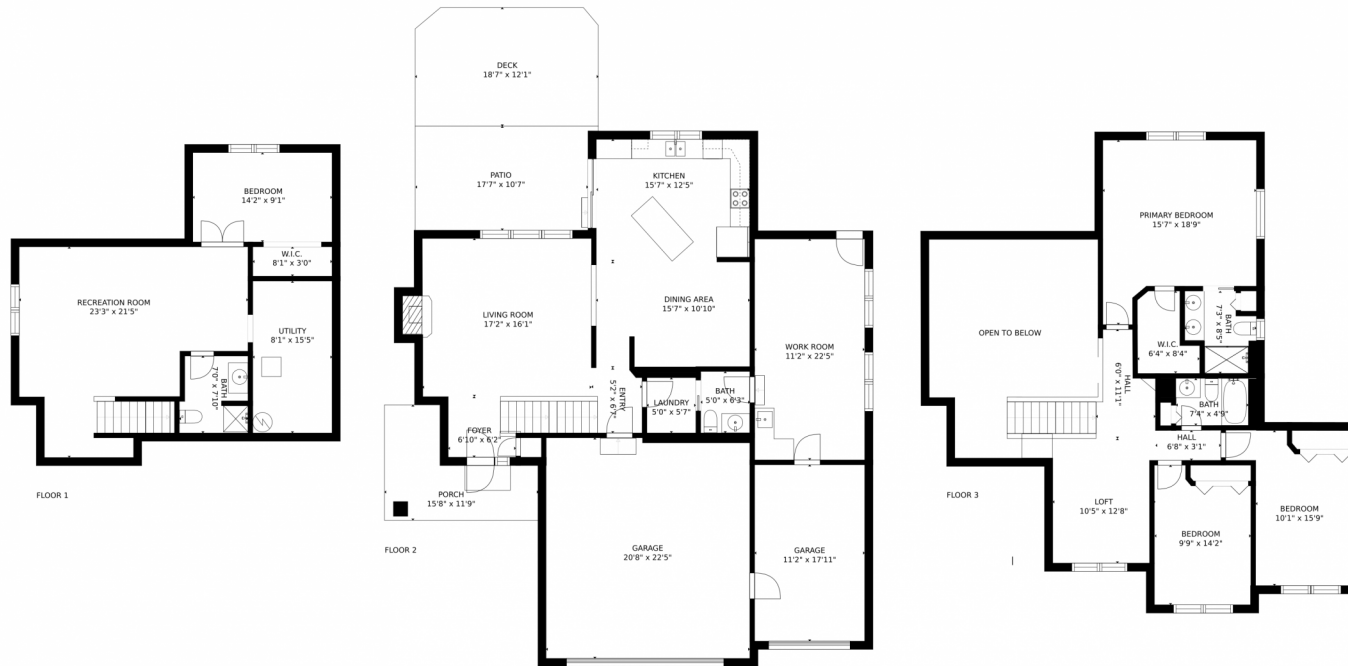 BEDROOM
14'2" x 9'1"
W.I.C.
8'1" x 3'0"
RECREATION ROOM
23'3" x 21'5"
UTILITY
8'1" x 15'5"
BATH
7'0" x 7'10"
FLOOR 1
DECK
18'7" x 12'1"
PATIO
17'7" x 10'7"
KITCHEN
15'7" x 12'5"
LIVING ROOM
17'2" x 16'1"
DINING AREA
15'7" x 10'10"
WORK ROOM
11'2" x 22'5"
ENTRY
5'2" x 6'7"
LAUNDRY
5'0" x 5'7"
BATH
5'0" x 6'3"
FOYER
6'10" x 6'2"
PORCH
15'8" x 11'9"
GARAGE
20'8" x 22'5"
GARAGE
11'2" x 17'11"
FLOOR 2
PRIMARY BEDROOM
15'7" x 18'9"
OPEN TO BELOW
W.I.C.
6'4" x 8'4"
BATH
7'3" x 8'5"
HALL
6'0" x 11'1"
BATH
7'4" x 4'9"
HALL
6'8" x 3'1"
LOFT
10'5" x 12'8"
BEDROOM
9'9" x 14'2"
BEDROOM
10'1" x 15'9"
FLOOR 3